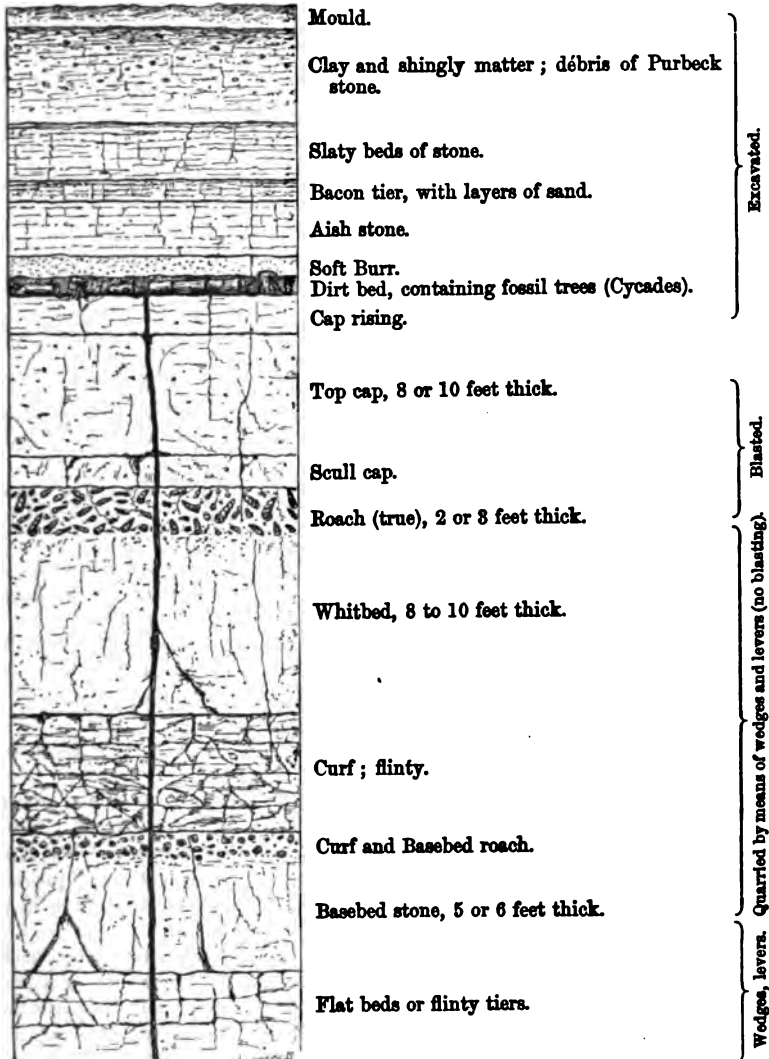 Mould.
Clay and shingly matter ; débris of Purbeck
stone.
Slaty beds of stone.
Bacon tier, with layers of sand.
Aish stone.
Soft Burr.
Dirt bed, containing fossil trees (Cycades).
Cap rising.
Excavated.
Top cap, 8 or 10 feet thick.
Scull cap.
Blasted.
Roach (true), 2 or 3 feet thick.
Whitbed, 8 to 10 feet thick.
Curf ; flinty.
Curf and Basebed roach.
Basebed stone, 5 or 6 feet thick.
Quarried by means of wedges and levers (no blasting).
Flat beds or flinty tiers.
Wedges, levers.